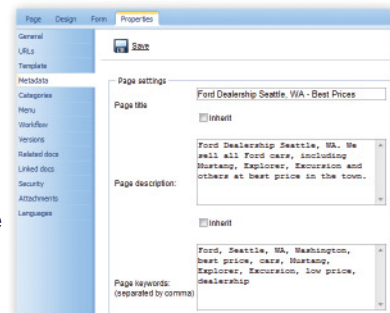 Page Design Form Properties
General
URLs
Template
Metadata
Categories
Menu
Workflow
Versions
Related docs
Linked docs
Security
Attachments
Languages
Save
Page settings
Page title
Ford Dealership Seattle, WA - Best Prices
Inherit
Page description:
Ford Dealership Seattle, WA. We
sell all Ford cars, including
Mustang, Explorer, Excursion and
others at best price in the town.
Inherit
Page keywords:
(separated by comma)
Ford, Seattle, WA, Washington,
best price, cars, Mustang,
Explorer, Excursion, low price,
dealership
e